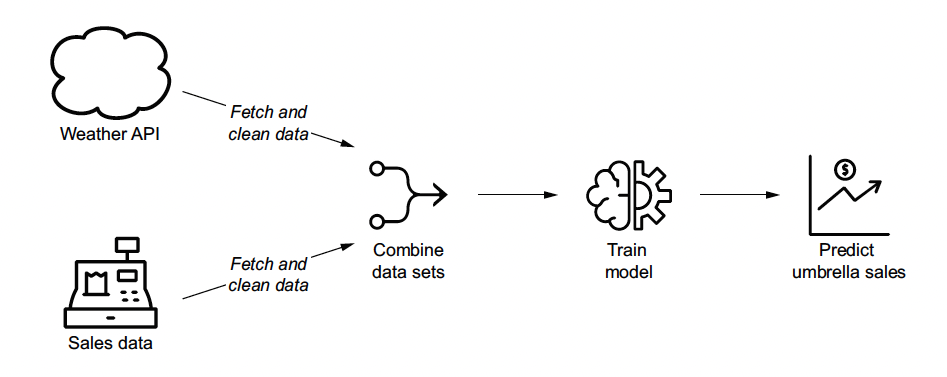 Weather API
Fetch and
clean data
Fetch and
clean data
Sales data
Combine
data sets
Train
model
$
Predict
umbrella sales